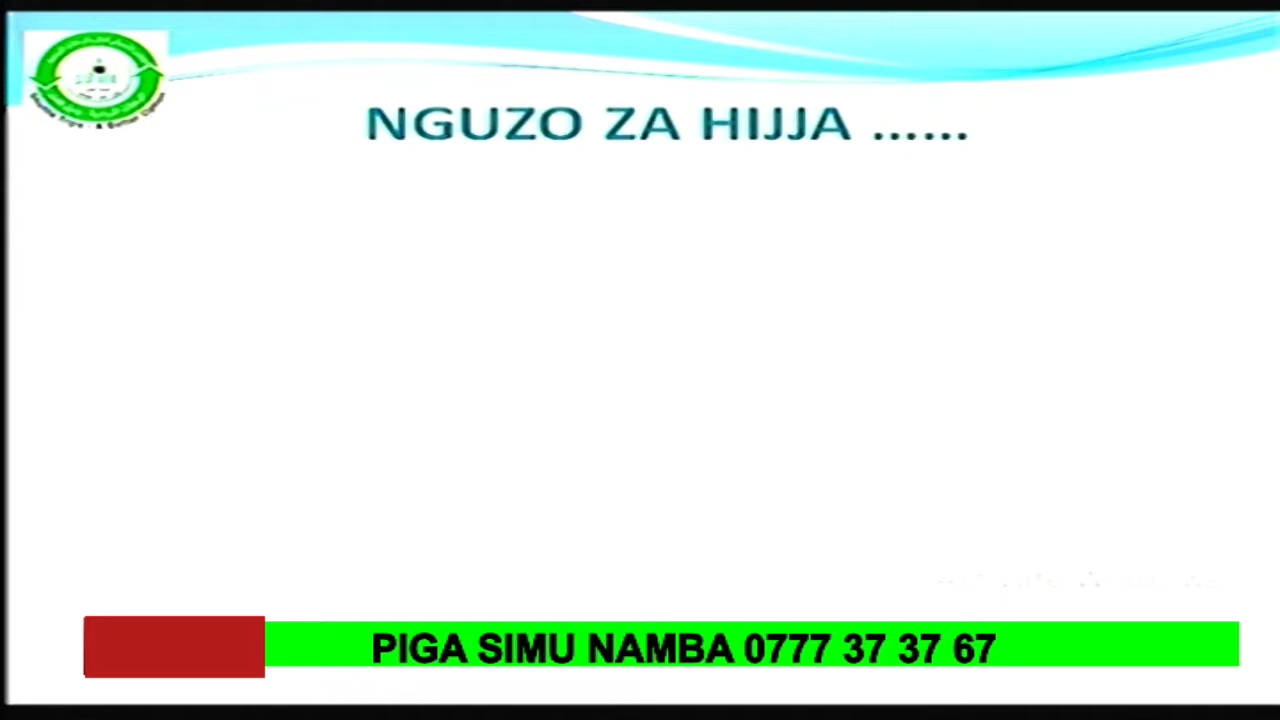 NGUZO ZA HIJJA ......
PIGA SIMU NAMBA 0777 37 37 67